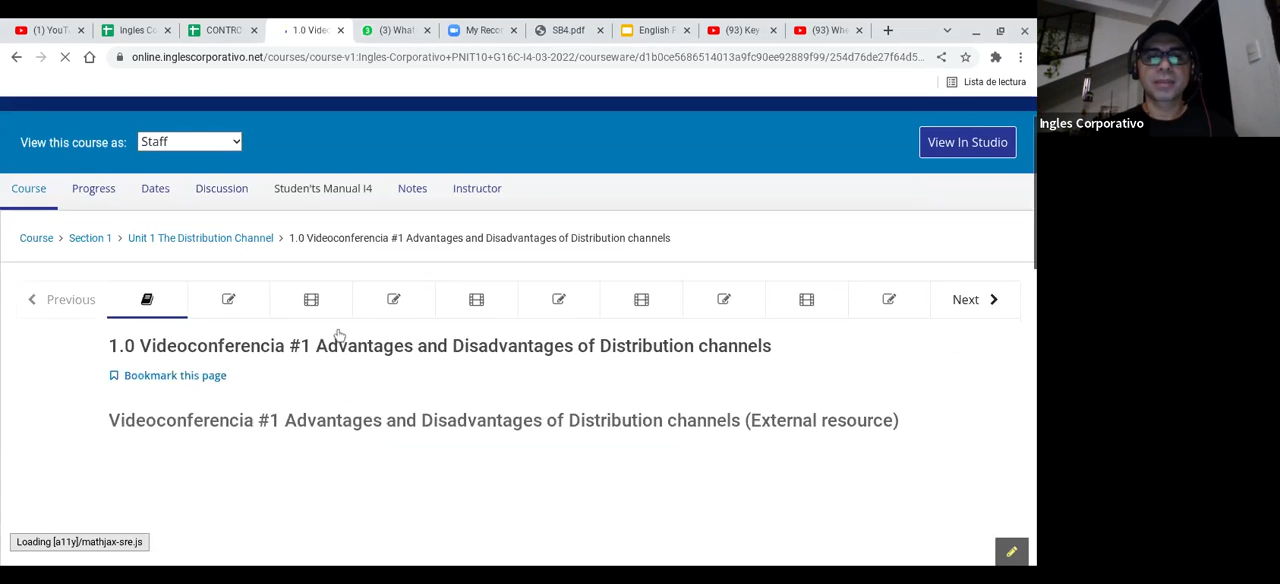 (1) YouT
Ingles Co
CONTRO
1.0 Video
(3) What
My Reco
SB4.pdf
English F
(93) Key
(93) Whe
online.inglescorporativo.net/courses/course-v1:Ingles-Corporativo+PNIT10+G16C-I4-03-2022/courseware/d1b0ce5686514013a9fc90ee92889f99/254d76de27f64d5...
Lista de lectura
View this course as: Staff
View In Studio
Course Progress Dates Discussion Studen'ts Manual I4 Notes Instructor
Course > Section 1 > Unit 1 The Distribution Channel > 1.0 Videoconferencia #1 Advantages and Disadvantages of Distribution channels
Previous
Next
1.0 Videoconferencia #1 Advantages and Disadvantages of Distribution channels
Bookmark this page
Videoconferencia #1 Advantages and Disadvantages of Distribution channels (External resource)
Loading [a11y]/mathjax-sre.js
Ingles Corporativo